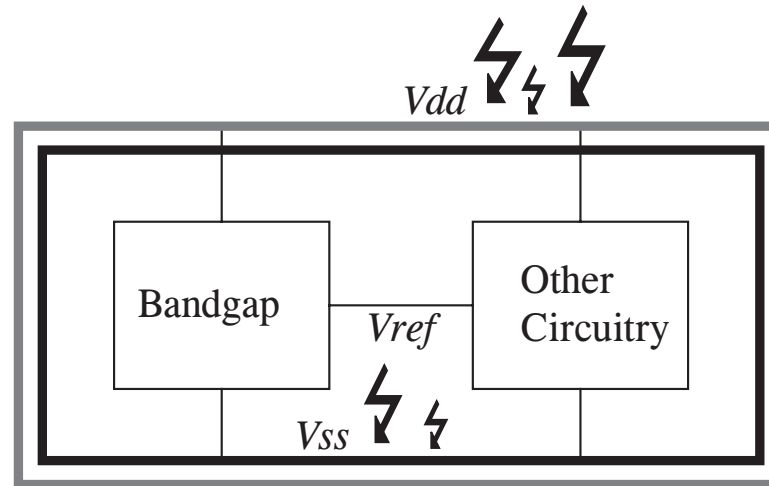 Vdd
Bandgap
Other
Circuitry
Vref
Vss